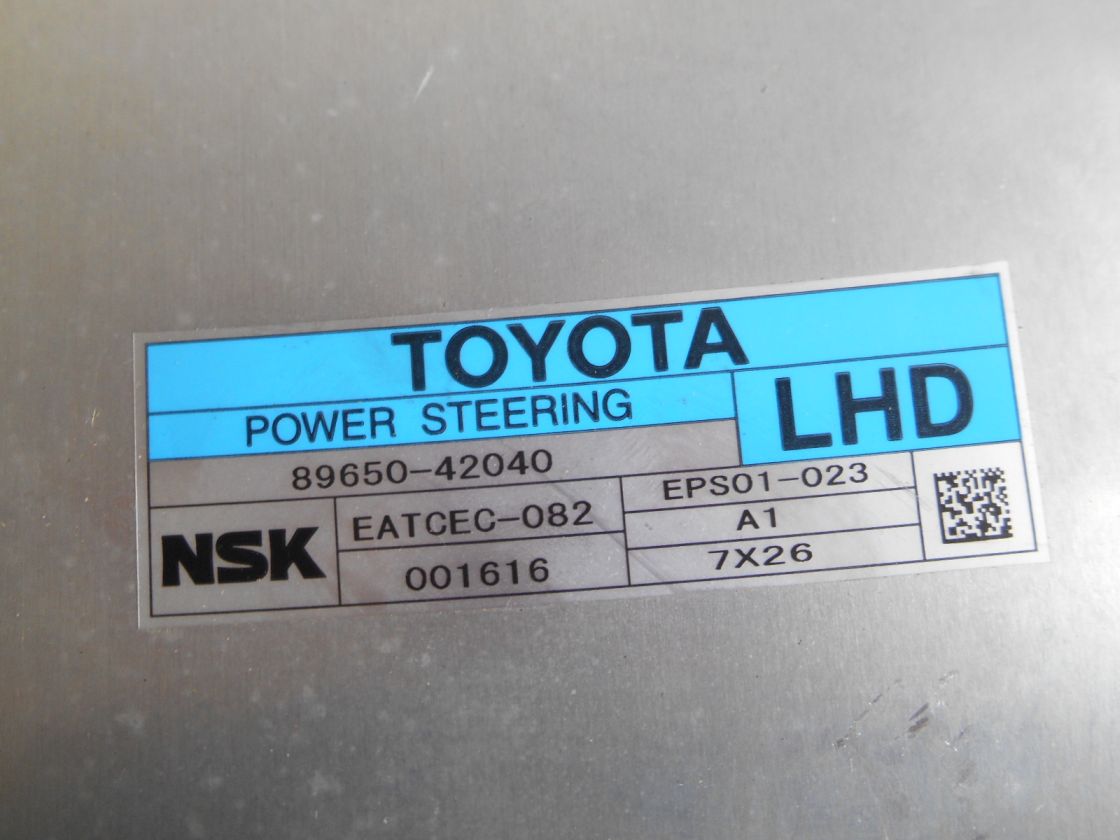 TOYOTA
POWER STEERING
LHD
89650-42040
NSK
EATCEC-082
001616
EPS01-023
A1
7X26